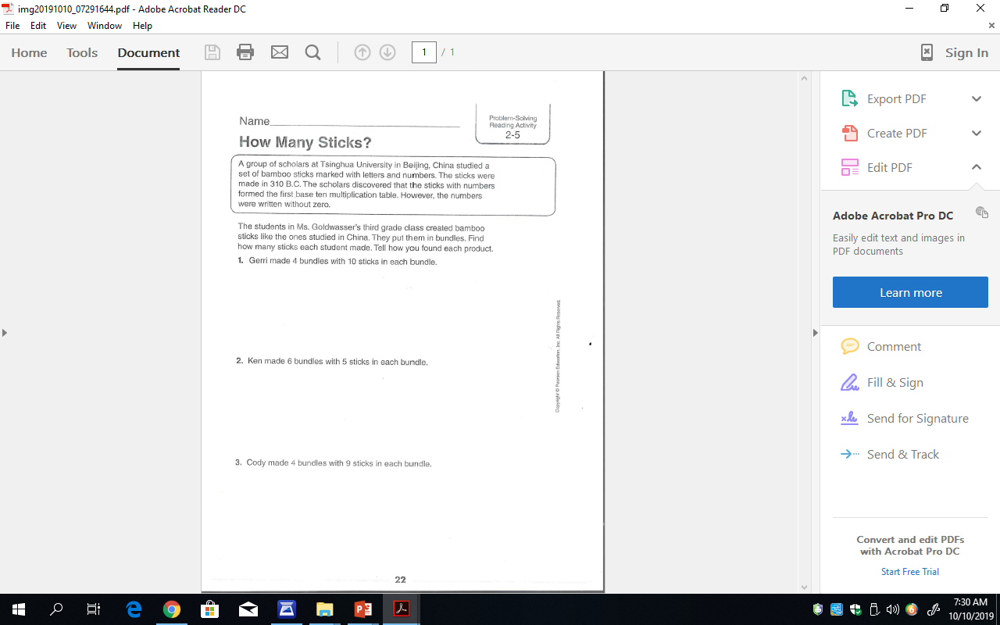 img20191010_07291644.pdf - Adobe Acrobat Reader DC
File Edit View Window Help
Home Tools Document 1 / 1 Sign In
Name
Problem-Solving
Reading Activity
2-5
How Many Sticks?
A group of scholars at Tsinghua University in Beijing, China studied a
set of bamboo sticks marked with letters and numbers. The sticks were
made in 310 B.C. The scholars discovered that the sticks with numbers
formed the first base ten multiplication table. However, the numbers
were written without zero.
The students in Ms. Goldwasser's third grade class created bamboo
sticks like the ones studied in China. They put them in bundles. Find
how many sticks each student made. Tell how you found each product.
1. Gerri made 4 bundles with 10 sticks in each bundle.
2. Ken made 6 bundles with 5 sticks in each bundle.
3. Cody made 4 bundles with 9 sticks in each bundle.
Copyright © Pearson Education, Inc. All Rights Reserved.
22
Export PDF
Create PDF
Edit PDF
Adobe Acrobat Pro DC
Easily edit text and images in
PDF documents
Learn more
Comment
Fill & Sign
Send for Signature
Send & Track
Convert and edit PDFs
with Acrobat Pro DC
Start Free Trial
7:30 AM
10/10/2019